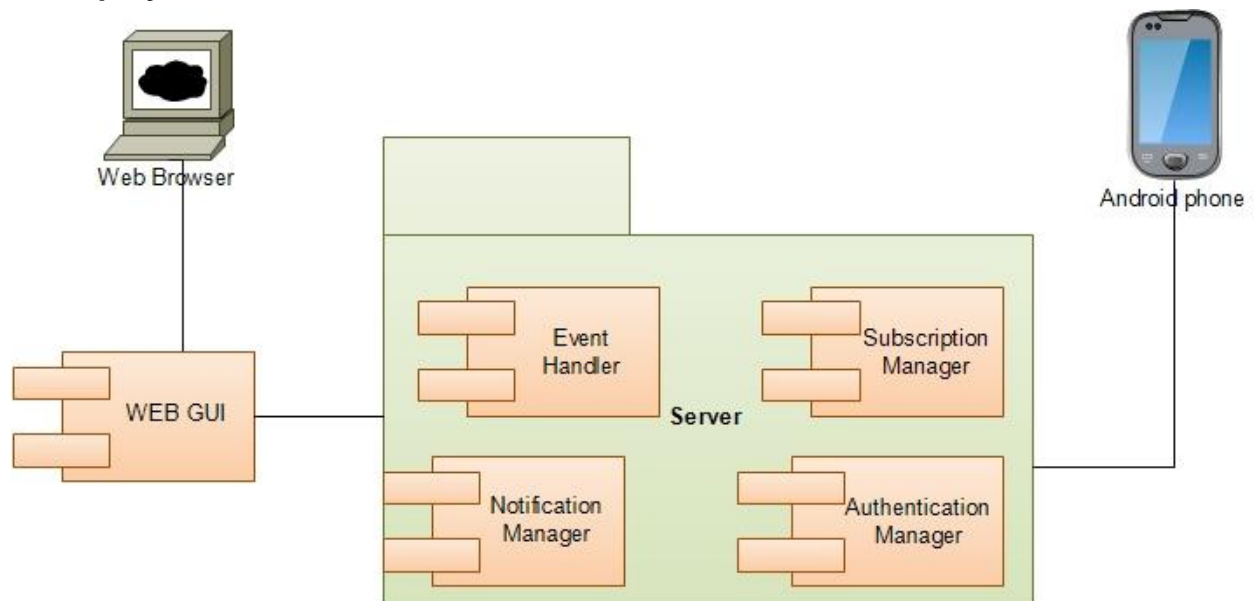 Web Browser
Android phone
Event
Handler
Subscription
Manager
WEB GUI
Server
Notification
Manager
Authentication
Manager